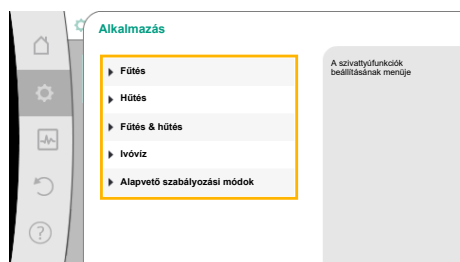 Alkalmazás
Fűtés
Hűtés
Fűtés & hűtés
Ivóvíz
Alapvető szabályozási módok
A szivattyúfunkciók
beállításának menüje
?